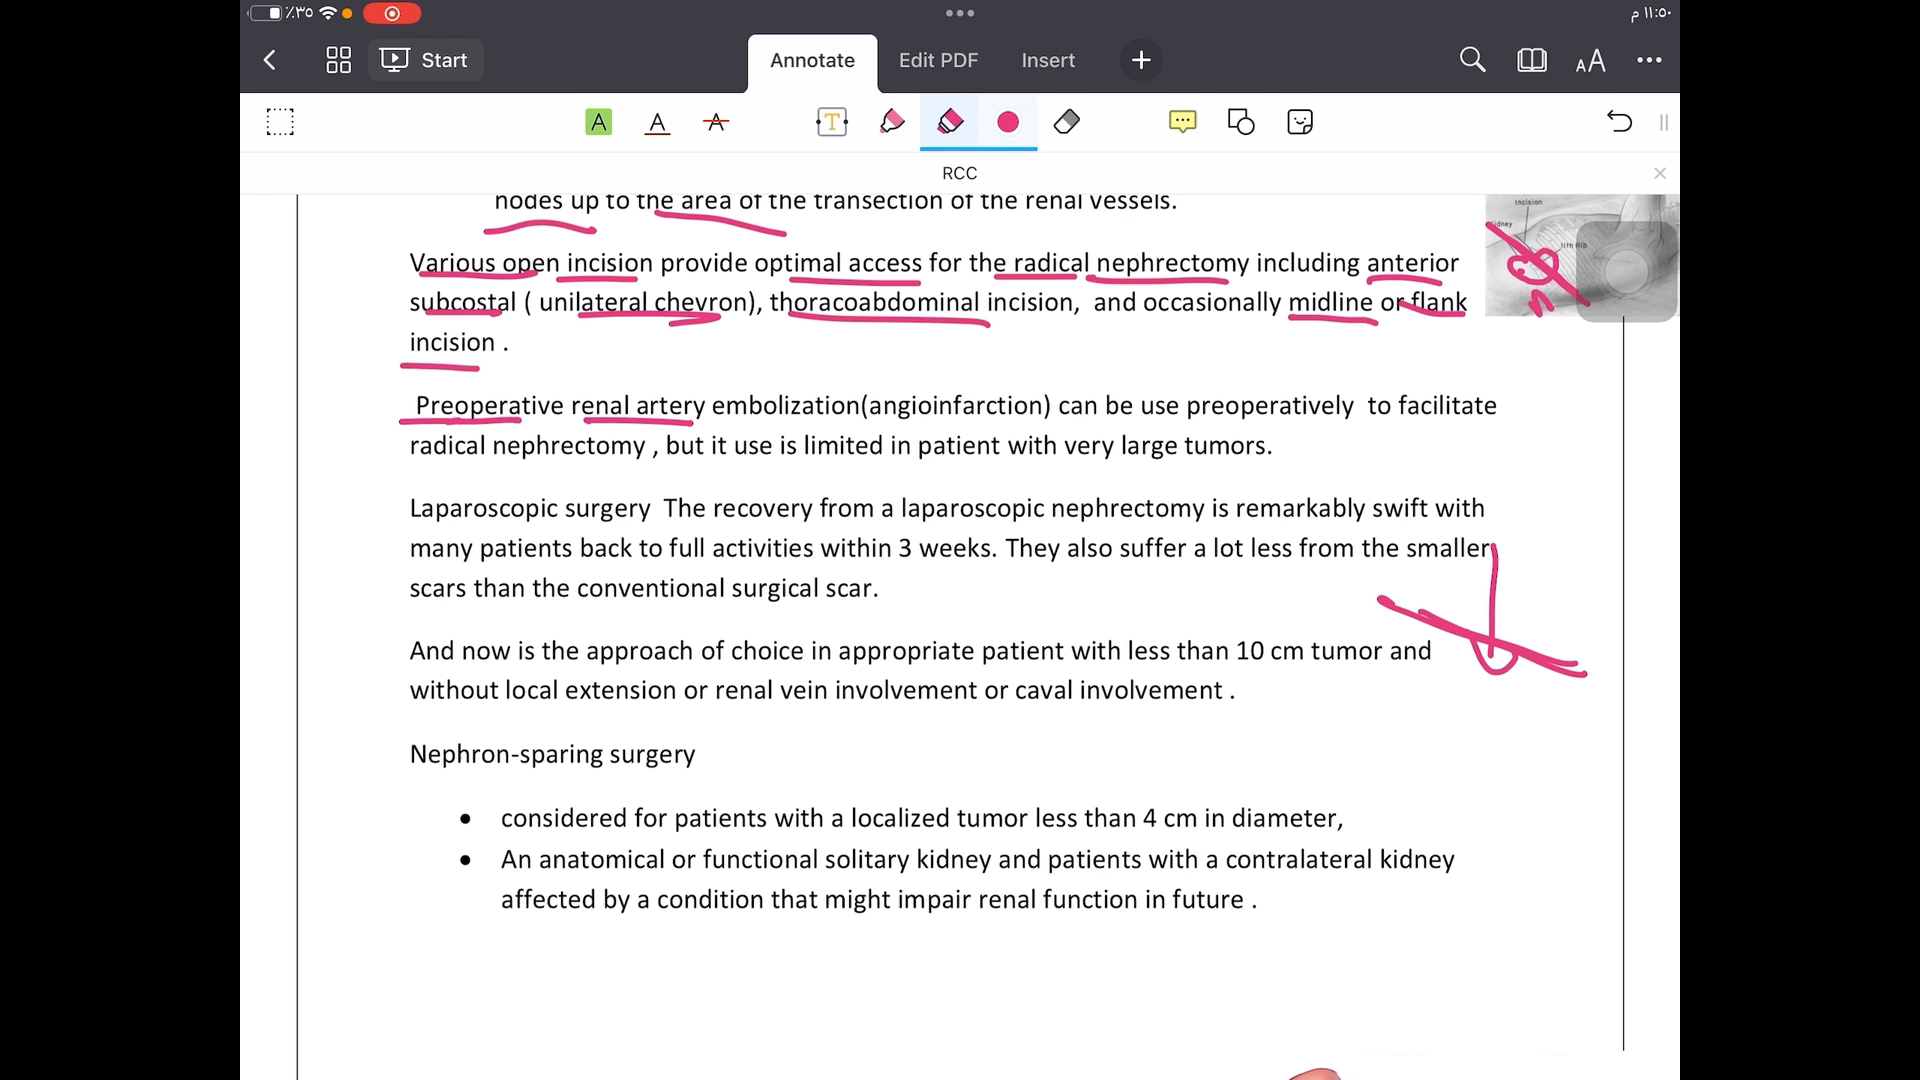 ٪٣٥
١١:٥٠ م
Start
Annotate
Edit PDF
Insert
AA
A
A
A
T
RCC
nodes up to the area of the transection of the renal vessels.
Incision
Kidney
11th Rib
Various open incision provide optimal access for the radical nephrectomy including anterior
subcostal ( unilateral chevron), thoracoabdominal incision,  and occasionally midline or flank
incision .
Preoperative renal artery embolization(angioinfarction) can be use preoperatively  to facilitate
radical nephrectomy , but it use is limited in patient with very large tumors.
Laparoscopic surgery  The recovery from a laparoscopic nephrectomy is remarkably swift with
many patients back to full activities within 3 weeks. They also suffer a lot less from the smaller
scars than the conventional surgical scar.
And now is the approach of choice in appropriate patient with less than 10 cm tumor and
without local extension or renal vein involvement or caval involvement .
Nephron-sparing surgery
• considered for patients with a localized tumor less than 4 cm in diameter,
• An anatomical or functional solitary kidney and patients with a contralateral kidney
affected by a condition that might impair renal function in future .